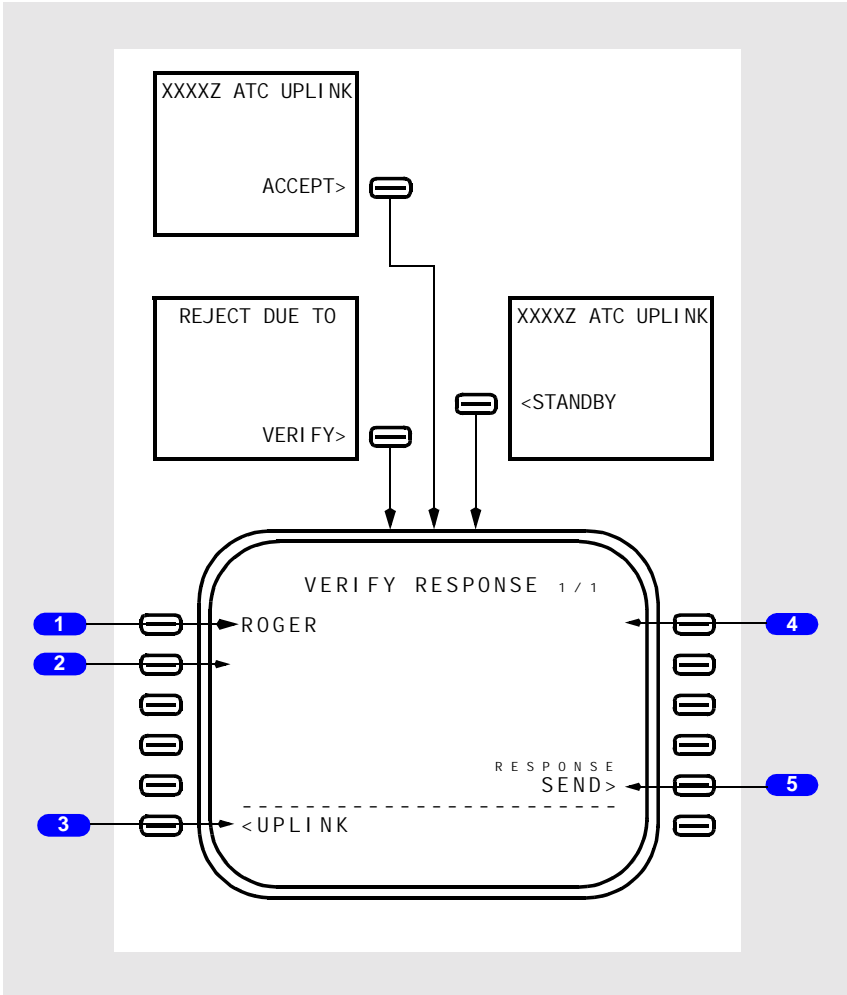 XXXXZ ATC UPLINK
ACCEPT>
REJECT DUE TO
VERIFY>
XXXXZ ATC UPLINK
<STANDBY
VERIFY RESPONSE 1/1
1
ROGER
4
2
RESPONSE
SEND>
5
------------------------
3
<UPLINK